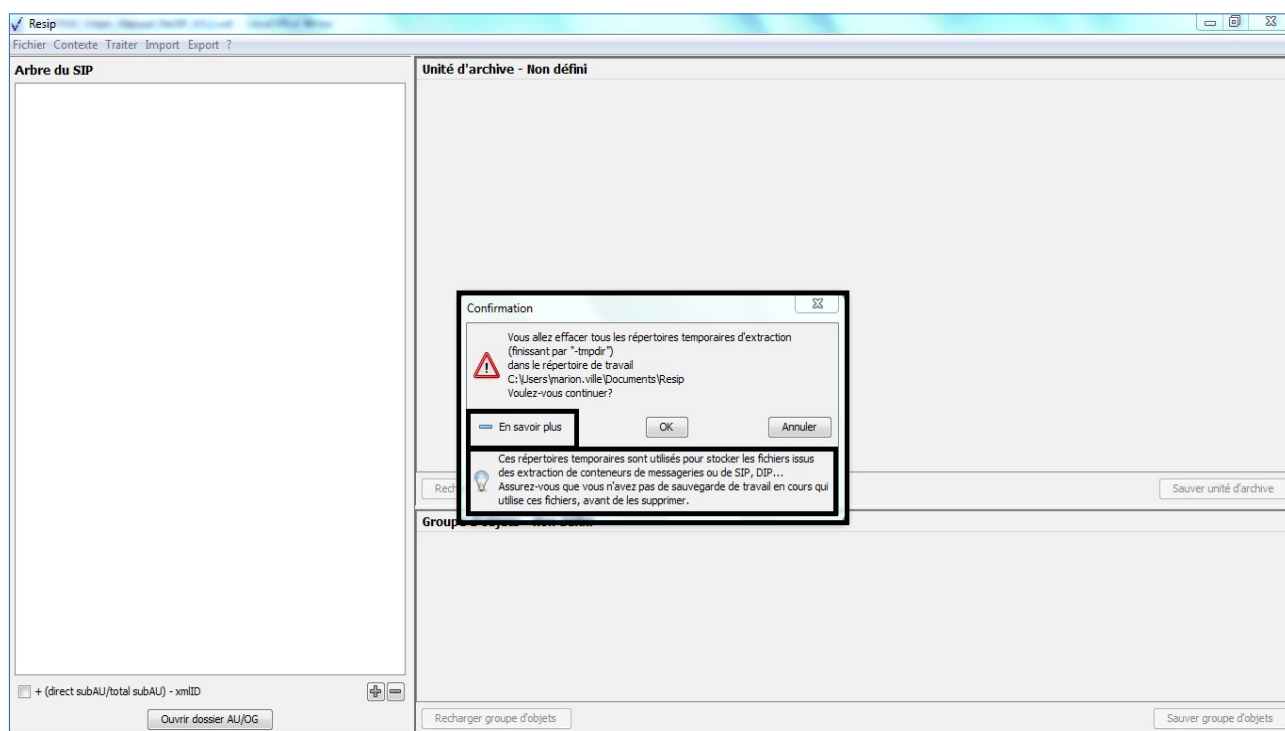 Resip
Fichier Contexte Traiter Import Export ?
Arbre du SIP
Unité d'archive - Non défini
Confirmation
Vous allez effacer tous les répertoires temporaires d'extraction
(finissant par "-tmpdir")
dans le répertoire de travail
C:\Users\marion.ville\Documents\Resip
Voulez-vous continuer?
En savoir plus
OK
Annuler
Ces répertoires temporaires sont utilisés pour stocker les fichiers issus
des extraction de conteneurs de messageries ou de SIP, DIP...
Assurez-vous que vous n'avez pas de sauvegarde de travail en cours qui
utilise ces fichiers, avant de les supprimer.
Sauver unité d'archive
+ (direct subAU/total subAU) - xmlID
Ouvrir dossier AU/OG
Recharger groupe d'objets
Sauver groupe d'objets